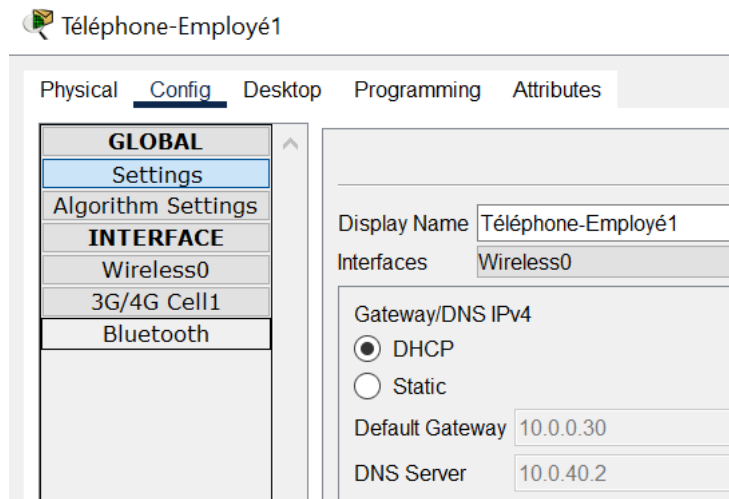 Téléphone-Employé1
Physical Config Desktop Programming Attributes
GLOBAL
Settings
Algorithm Settings
INTERFACE
Wireless0
3G/4G Cell1
Bluetooth
Display Name Téléphone-Employé1
Interfaces Wireless0
Gateway/DNS IPv4
DHCP
Static
Default Gateway 10.0.0.30
DNS Server 10.0.40.2